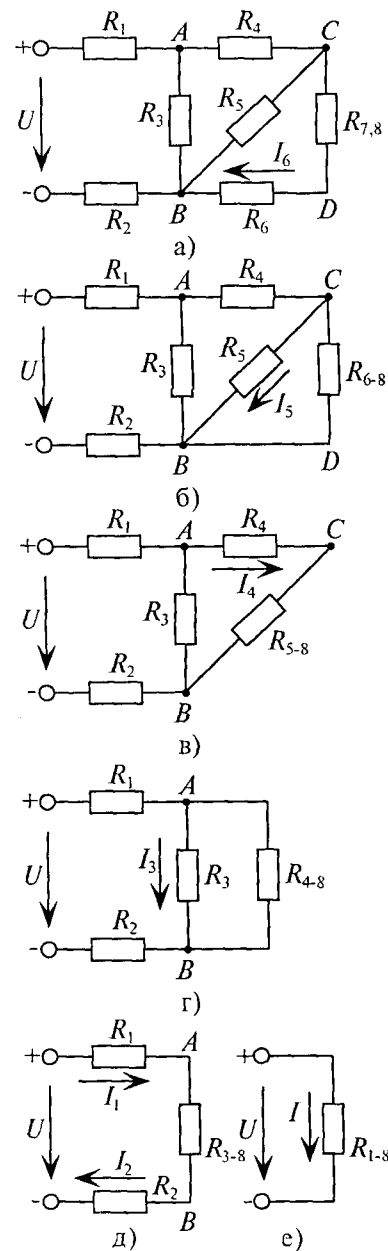 R1 A R4 C
+
U R3 R5 R7,8
I6
- R2 B R6 D
а)
R1 A R4 C
+
U R3 R5 R6-8
I5
- R2 B D
б)
R1 A R4 C
+
I4
U R3 R5-8
- R2 B
в)
R1 A
+
U I3 R3 R4-8
- R2 B
г)
R1 A
+ +
I1
U R3-8 U I R1-8
I2
- R2 B -
д) е)